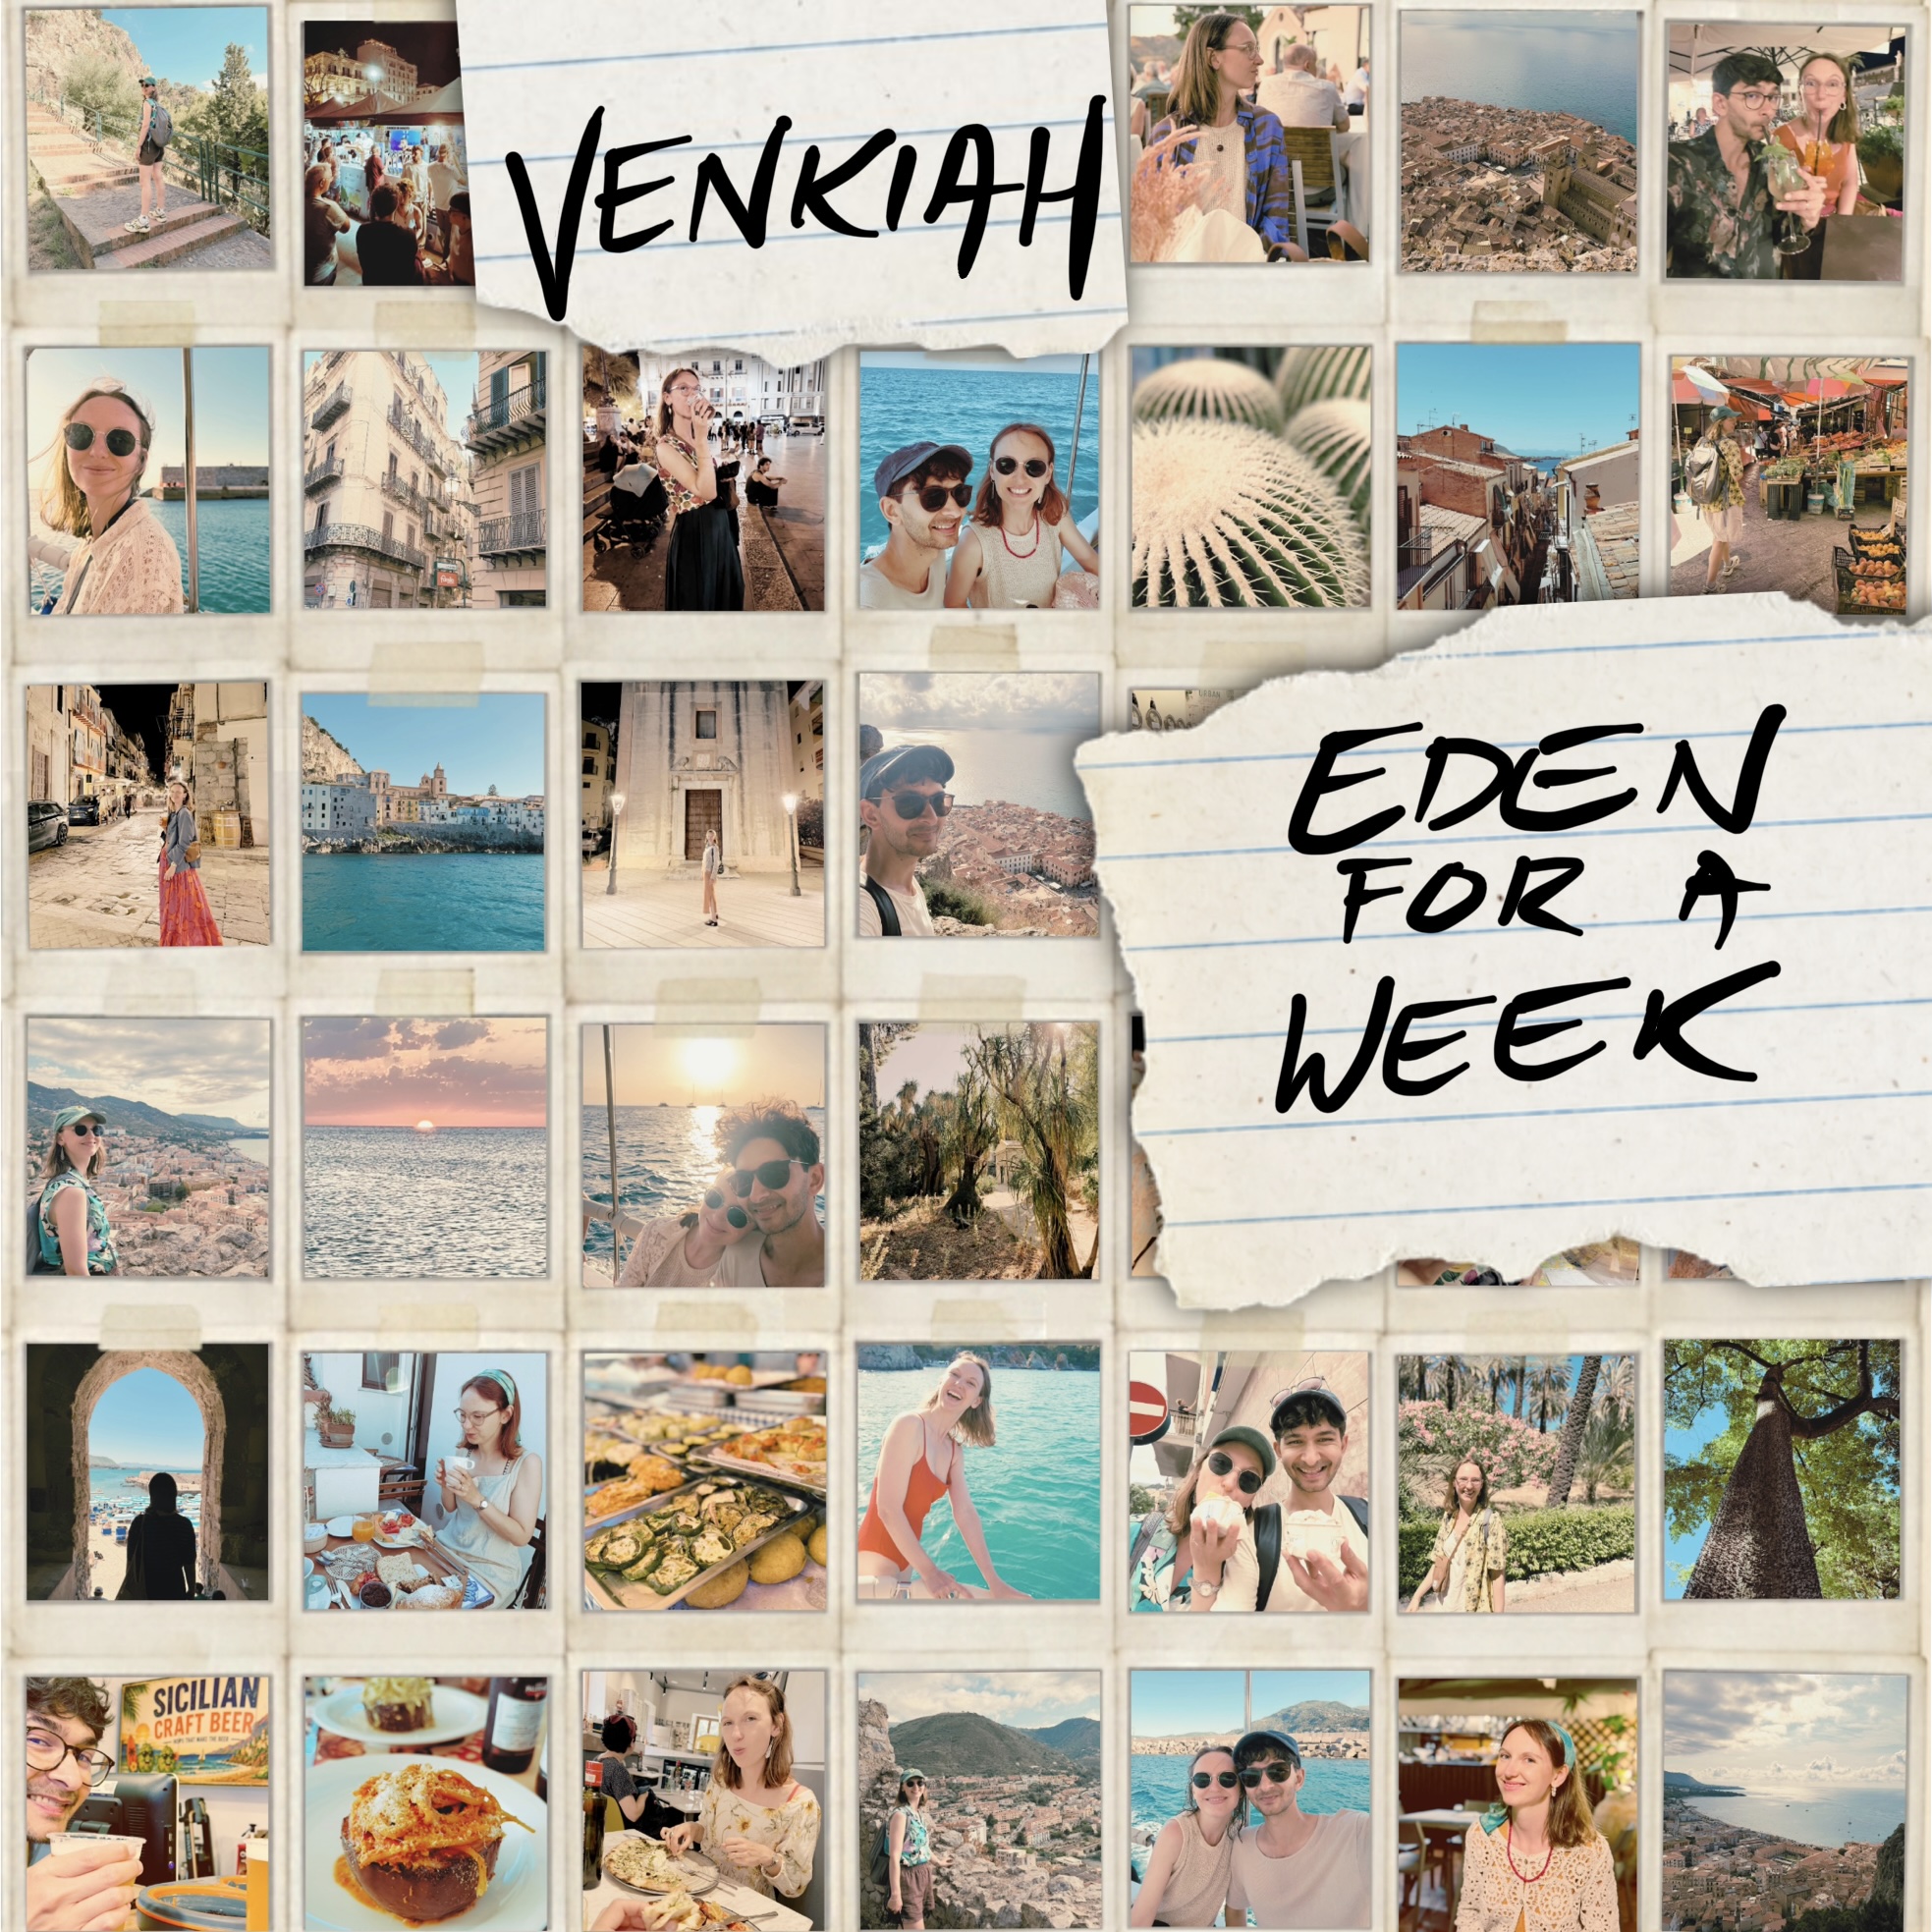 VENKIAH
EDEN
FOR A
WEEK
SICILIAN
CRAFT BEER